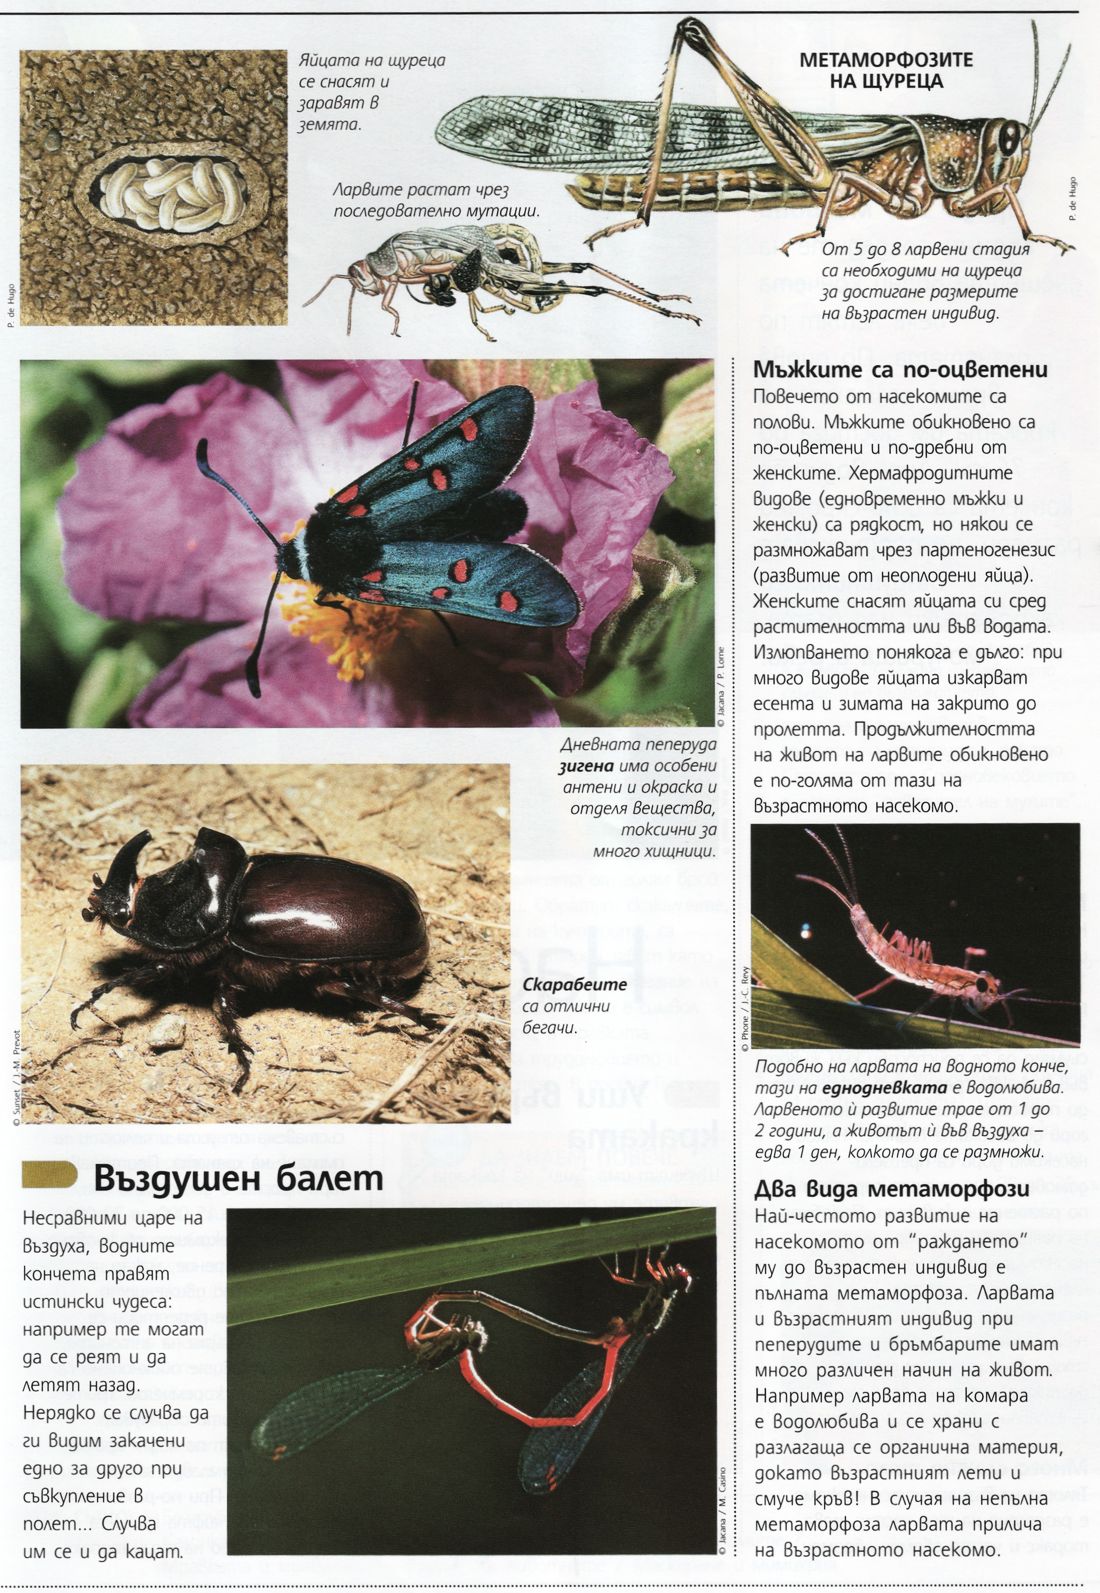 Яйцата на щуреца
се снасят и
заравят в
земята.
МЕТАМОРФОЗИТЕ
НА ЩУРЕЦА
P. de Hugo
P. de Hugo
Ларвите растат чрез
последователно мутации.
От 5 до 8 ларвени стадия
са необходими на щуреца
за достигане размерите
на възрастен индивид.
© Jacana / P. Lorne
Дневната пеперуда
зигена има особени
антени и окраска и
отделя вещества,
токсични за
много хищници.
© Sunset / J.-M. Prevot
Скарабеите
са отлични
бегачи.
Въздушен балет
Несравними царе на
въздуха, водните
кончета правят
истински чудеса:
например те могат
да се реят и да
летят назад.
Нерядко се случва да
ги видим закачени
едно за друго при
съвкупление в
полет... Случва
им се и да кацат.
© Jacana / M. Casino
Мъжките са по-оцветени
Повечето от насекомите са
полови. Мъжките обикновено са
по-оцветени и по-дребни от
женските. Хермафродитните
видове (едновременно мъжки и
женски) са рядкост, но някои се
размножават чрез партеногенезис
(развитие от неоплодени яйца).
Женските снасят яйцата си сред
растителността или във водата.
Излюпването понякога е дълго: при
много видове яйцата изкарват
есента и зимата на закрито до
пролетта. Продължителността
на живот на ларвите обикновено
е по-голяма от тази на
възрастното насекомо.
© Phone / J.-C. Revy
Подобно на ларвата на водното конче,
тази на еднодневката е водолюбива.
Ларвеното ѝ развитие трае от 1 до
2 години, а животът ѝ във въздуха –
едва 1 ден, колкото да се размножи.
Два вида метаморфози
Най-честото развитие на
насекомото от “раждането”
му до възрастен индивид е
пълната метаморфоза. Ларвата
и възрастният индивид при
пеперудите и бръмбарите имат
много различен начин на живот.
Например ларвата на комара
е водолюбива и се храни с
разлагаща се органична материя,
докато възрастният лети и
смуче кръв! В случая на непълна
метаморфоза ларвата прилича
на възрастното насекомо.